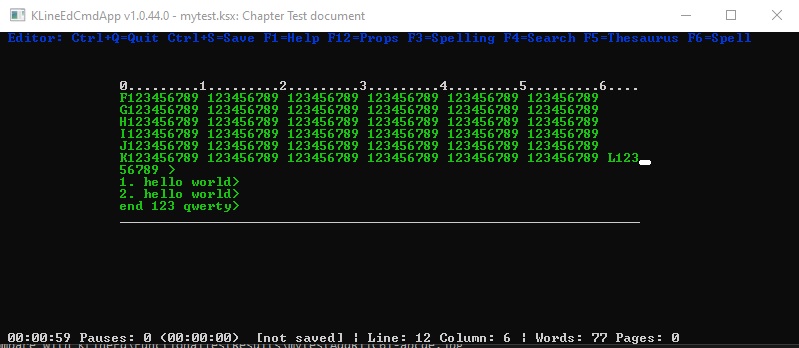 KLineEdCmdApp v1.0.44.0 - mytest.ksx: Chapter Test document
Editor: Ctrl+Q=Quit Ctrl+S=Save F1=Help F12=Props F3=Spelling F4=Search F5=Thesaurus F6=Spell
0.........1.........2.........3.........4.........5.........6....
F123456789 123456789 123456789 123456789 123456789 123456789
G123456789 123456789 123456789 123456789 123456789 123456789
H123456789 123456789 123456789 123456789 123456789 123456789
I123456789 123456789 123456789 123456789 123456789 123456789
J123456789 123456789 123456789 123456789 123456789 123456789
K123456789 123456789 123456789 123456789 123456789 123456789 L123
56789 >
1. hello world>
2. hello world>
end 123 qwerty>
00:00:59 Pauses: 0 (00:00:00) [not saved] ¦ Line: 12 Column: 6 ¦ Words: 77 Pages: 0